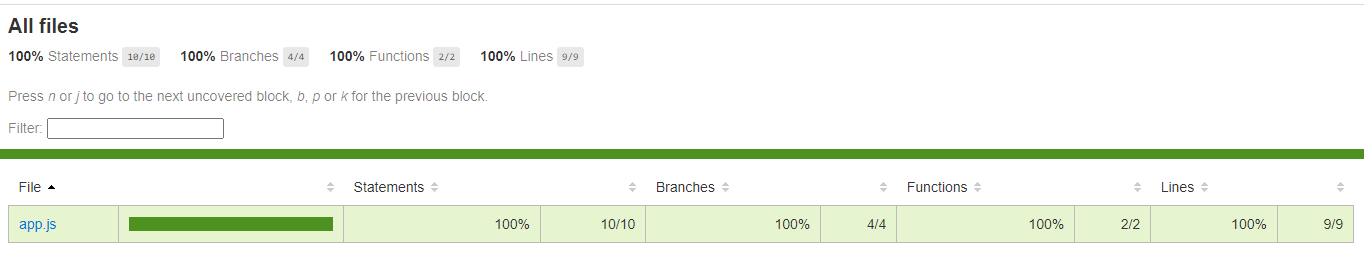 All files
100% Statements 10/10 100% Branches 4/4 100% Functions 2/2 100% Lines 9/9
Press n or j to go to the next uncovered block, b, p or k for the previous block.
Filter:
File Statements Branches Functions Lines
app.js 100% 10/10 100% 4/4 100% 2/2 100% 9/9